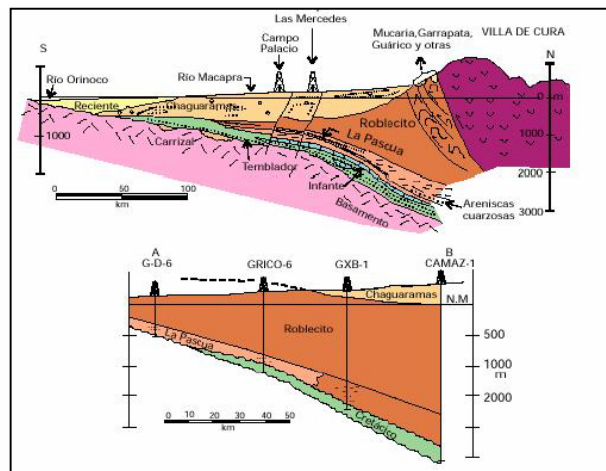 Las Mercedes
Campo
Palacio
Mucaria, Garrapata,
Guárico y otras
VILLA DE CURA
S
N
Río Orinoco
Río Macapra
Reciente
Chaguaramas
0 m
Roblecito
La Pascua
1000
1000
Carrizal
Temblador
Infante
2000
Basamento
Areniscas
cuarzosas
3000
0 50 100
km
A
B
G-D-6
GRICO-6
GXB-1
CAMAZ-1
Chaguaramas
N.M
Roblecito
La Pascua
500
1000
m
2000
Cretácico
0 10 20 30 40 50
km